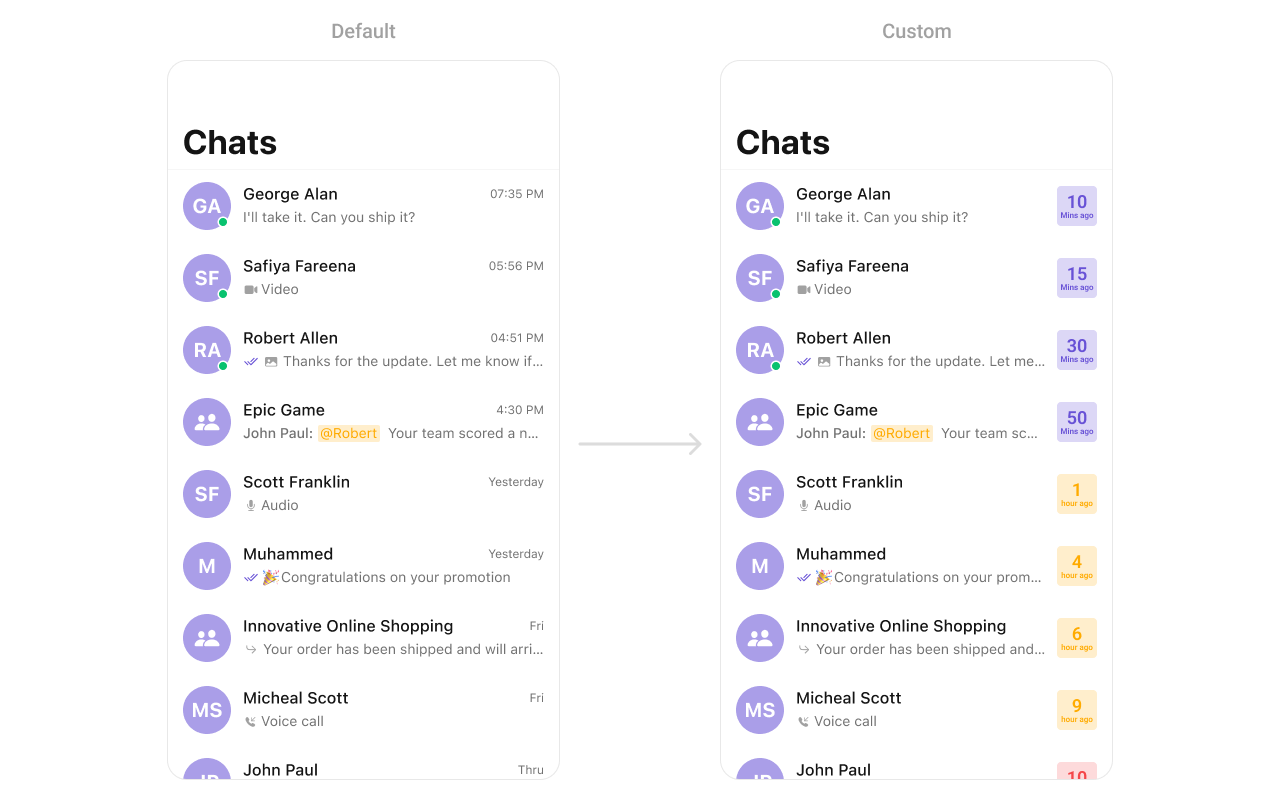 Default
Chats
GA George Alan 07:35 PM
I'll take it. Can you ship it?
SF Safiya Fareena 05:56 PM
Video
RA Robert Allen 04:51 PM
Thanks for the update. Let me know if...
Epic Game 4:30 PM
John Paul: @Robert Your team scored a n...
SF Scott Franklin Yesterday
Audio
M Muhammed Yesterday
🎉Congratulations on your promotion
Innovative Online Shopping Fri
Your order has been shipped and will arri...
MS Micheal Scott Fri
Voice call
JP John Paul Thru
Custom
Chats
GA George Alan 10
I'll take it. Can you ship it? Mins ago
SF Safiya Fareena 15
Video Mins ago
RA Robert Allen 30
Thanks for the update. Let me... Mins ago
Epic Game 50
John Paul: @Robert Your team sc... Mins ago
SF Scott Franklin 1
Audio hour ago
M Muhammed 4
🎉Congratulations on your prom... hour ago
Innovative Online Shopping 6
Your order has been shipped and... hour ago
MS Micheal Scott 9
Voice call hour ago
JP John Paul 10